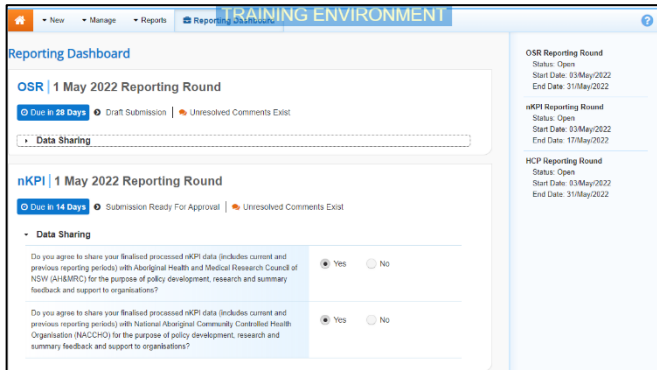 New
Manage
Reports
Reporting Dashboard
TRAINING ENVIRONMENT
?
Reporting Dashboard
OSR | 1 May 2022 Reporting Round
Due in 28 Days Draft Submission | Unresolved Comments Exist
Data Sharing
nKPI | 1 May 2022 Reporting Round
Due in 14 Days Submission Ready For Approval | Unresolved Comments Exist
Data Sharing
Do you agree to share your finalised processed nKPI data (includes current and
previous reporting periods) with Aboriginal Health and Medical Research Council of
NSW (AH&MRC) for the purpose of policy development, research and summary
feedback and support to organisations?
Yes No
Do you agree to share your finalised processed nKPI data (includes current and
previous reporting periods) with National Aboriginal Community Controlled Health
Organisation (NACCHO) for the purpose of policy development, research and
summary feedback and support to organisations?
Yes No
OSR Reporting Round
Status: Open
Start Date: 03/May/2022
End Date: 31/May/2022
nKPI Reporting Round
Status: Open
Start Date: 03/May/2022
End Date: 17/May/2022
HCP Reporting Round
Status: Open
Start Date: 03/May/2022
End Date: 31/May/2022